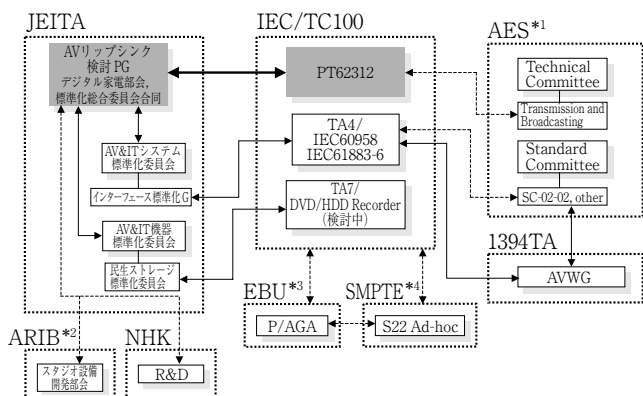 JEITA
AVリップシンク
検討PG
デジタル家電部会,
標準化総合委員会合同
AV&ITシステム
標準化委員会
インターフェース標準化G
AV&IT機器
標準化委員会
民生ストレージ
標準化委員会
ARIB*2
スタジオ設備
開発部会
NHK
R&D
IEC/TC100
PT62312
TA4/
IEC60958
IEC61883-6
TA7/
DVD/HDD Recorder
(検討中)
EBU*3
P/AGA
SMPTE*4
S22 Ad-hoc
AES*1
Technical
Committee
Transmission and
Broadcasting
Standard
Committee
SC-02-02, other
1394TA
AVWG